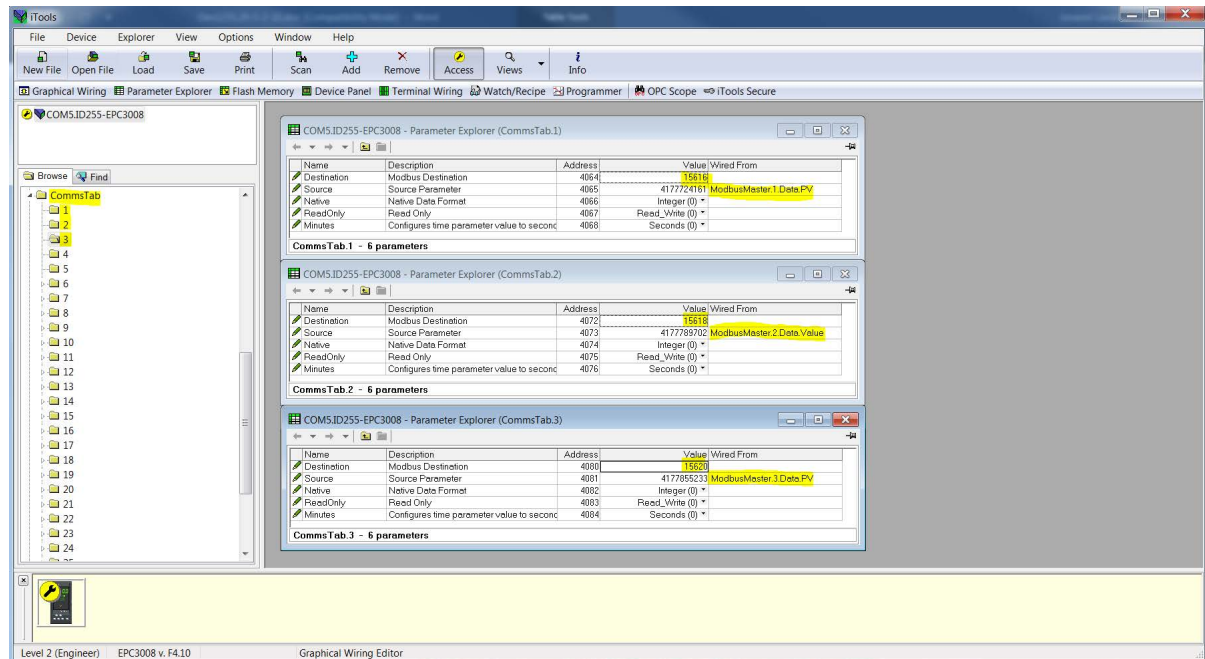 iTools
File Device Explorer View Options Window Help
New File Open File Load Save Print Scan Add Remove Access Views Info
Graphical Wiring Parameter Explorer Flash Memory Device Panel Terminal Wiring Watch/Recipe Programmer OPC Scope iTools Secure
COM5.ID255-EPC3008
Browse Find
CommsTab
1
2
3
4
5
6
7
8
9
10
11
12
13
14
15
16
17
18
19
20
21
22
23
24
COM5.ID255-EPC3008 - Parameter Explorer (CommsTab.1)
Name Description Address Value Wired From
Destination Modbus Destination 4064 15616
Source Source Parameter 4065 4177724161 ModbusMaster.1.Data.PV
Native Native Data Format 4066 Integer (0)
ReadOnly Read Only 4067 Read_Write (0)
Minutes Configures time parameter value to second 4068 Seconds (0)
CommsTab.1 - 6 parameters
COM5.ID255-EPC3008 - Parameter Explorer (CommsTab.2)
Name Description Address Value Wired From
Destination Modbus Destination 4072 15618
Source Source Parameter 4073 4177789702 ModbusMaster.2.Data.Value
Native Native Data Format 4074 Integer (0)
ReadOnly Read Only 4075 Read_Write (0)
Minutes Configures time parameter value to second 4076 Seconds (0)
CommsTab.2 - 6 parameters
COM5.ID255-EPC3008 - Parameter Explorer (CommsTab.3)
Name Description Address Value Wired From
Destination Modbus Destination 4080 15620
Source Source Parameter 4081 4177855233 ModbusMaster.3.Data.PV
Native Native Data Format 4082 Integer (0)
ReadOnly Read Only 4083 Read_Write (0)
Minutes Configures time parameter value to second 4084 Seconds (0)
CommsTab.3 - 6 parameters
Level 2 (Engineer) EPC3008 v. F4.10 Graphical Wiring Editor